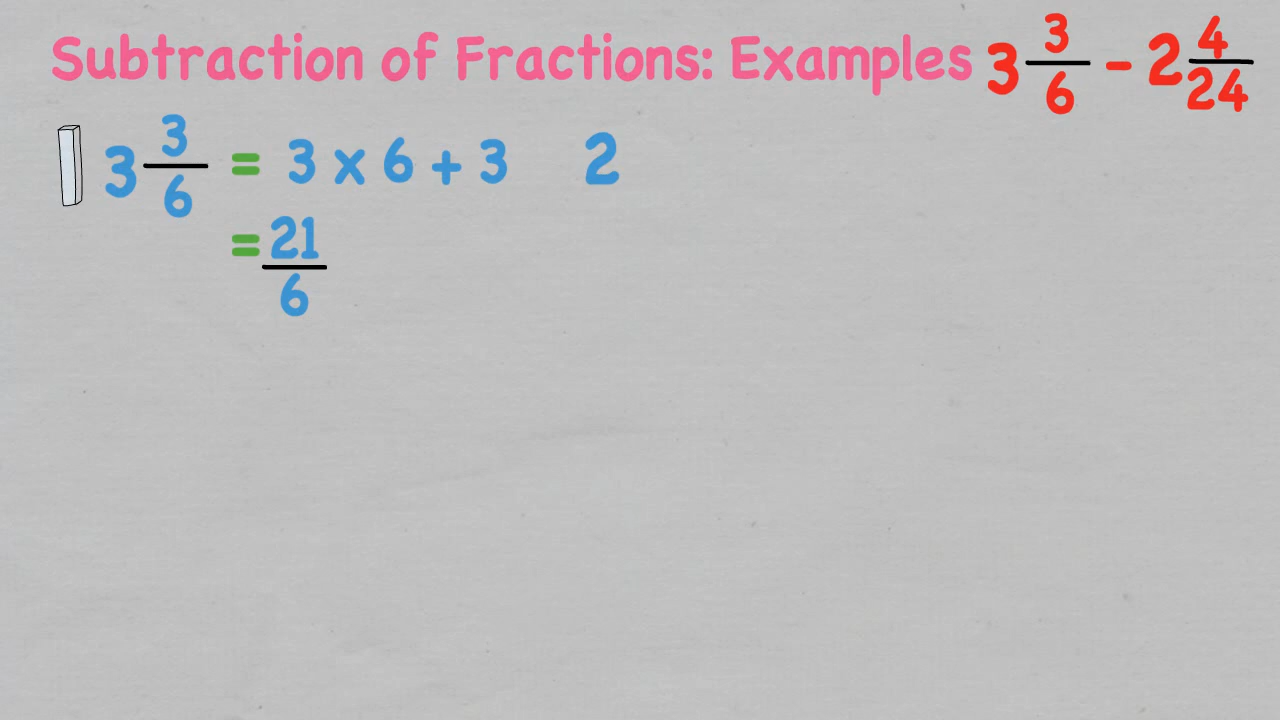 Subtraction of Fractions: Examples 3 3/6 - 2 4/24
3 3/6 = 3 x 6 + 3 2
= 21/6